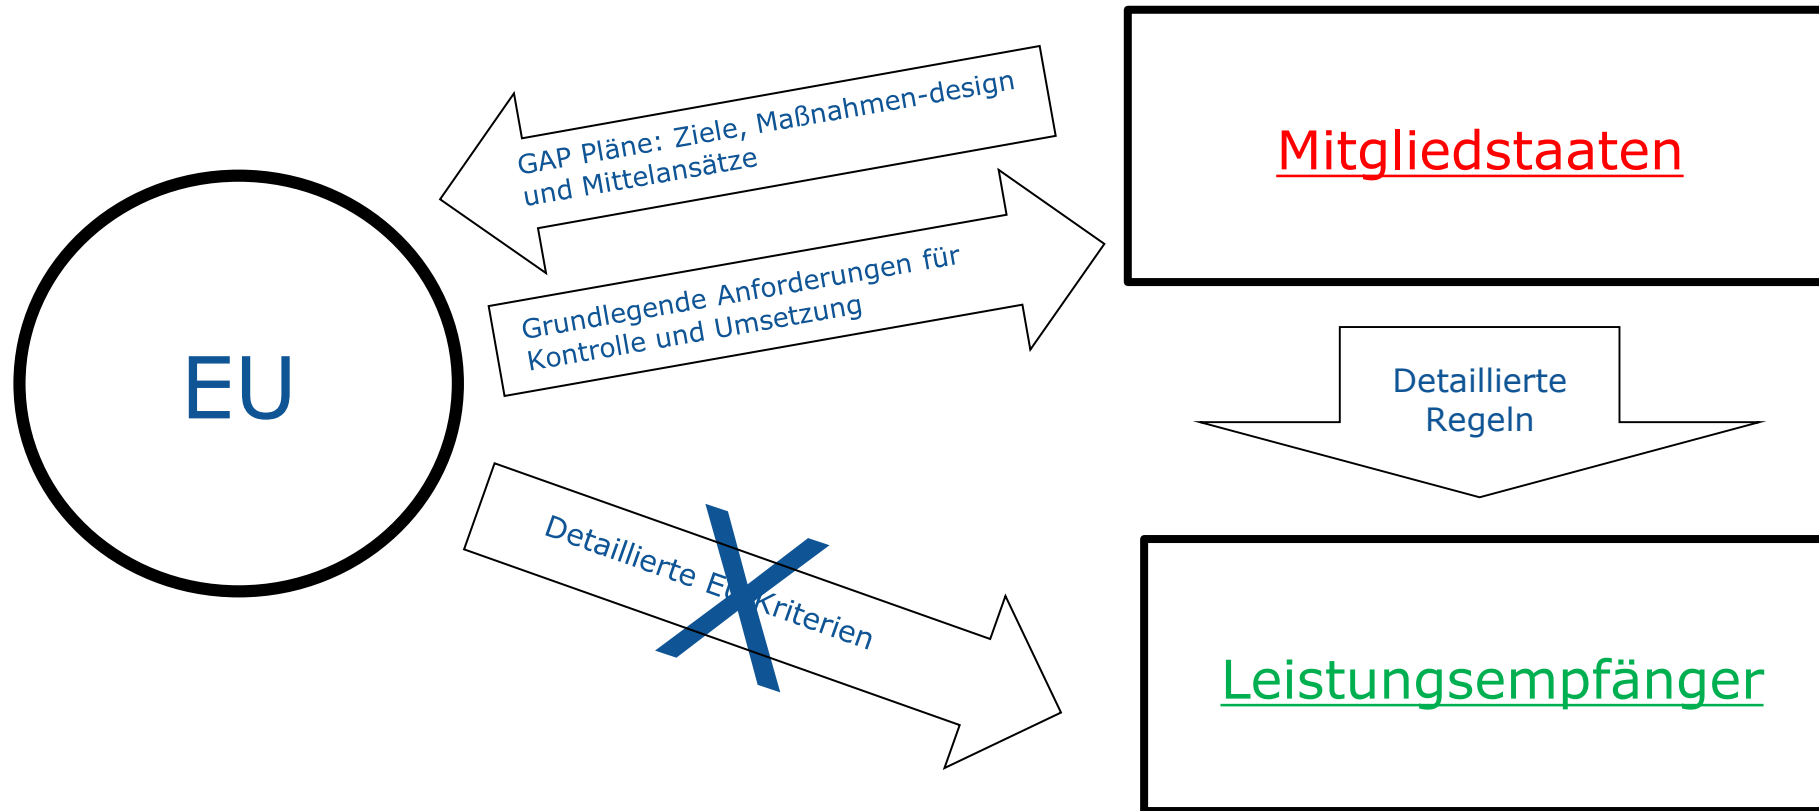 GAP Pläne: Ziele, Maßnahmen-design
und Mittelansätze
Mitgliedstaaten
Grundlegende Anforderungen für
Kontrolle und Umsetzung
EU
Detaillierte
Regeln
Detaillierte Kriterien
Leistungsempfänger